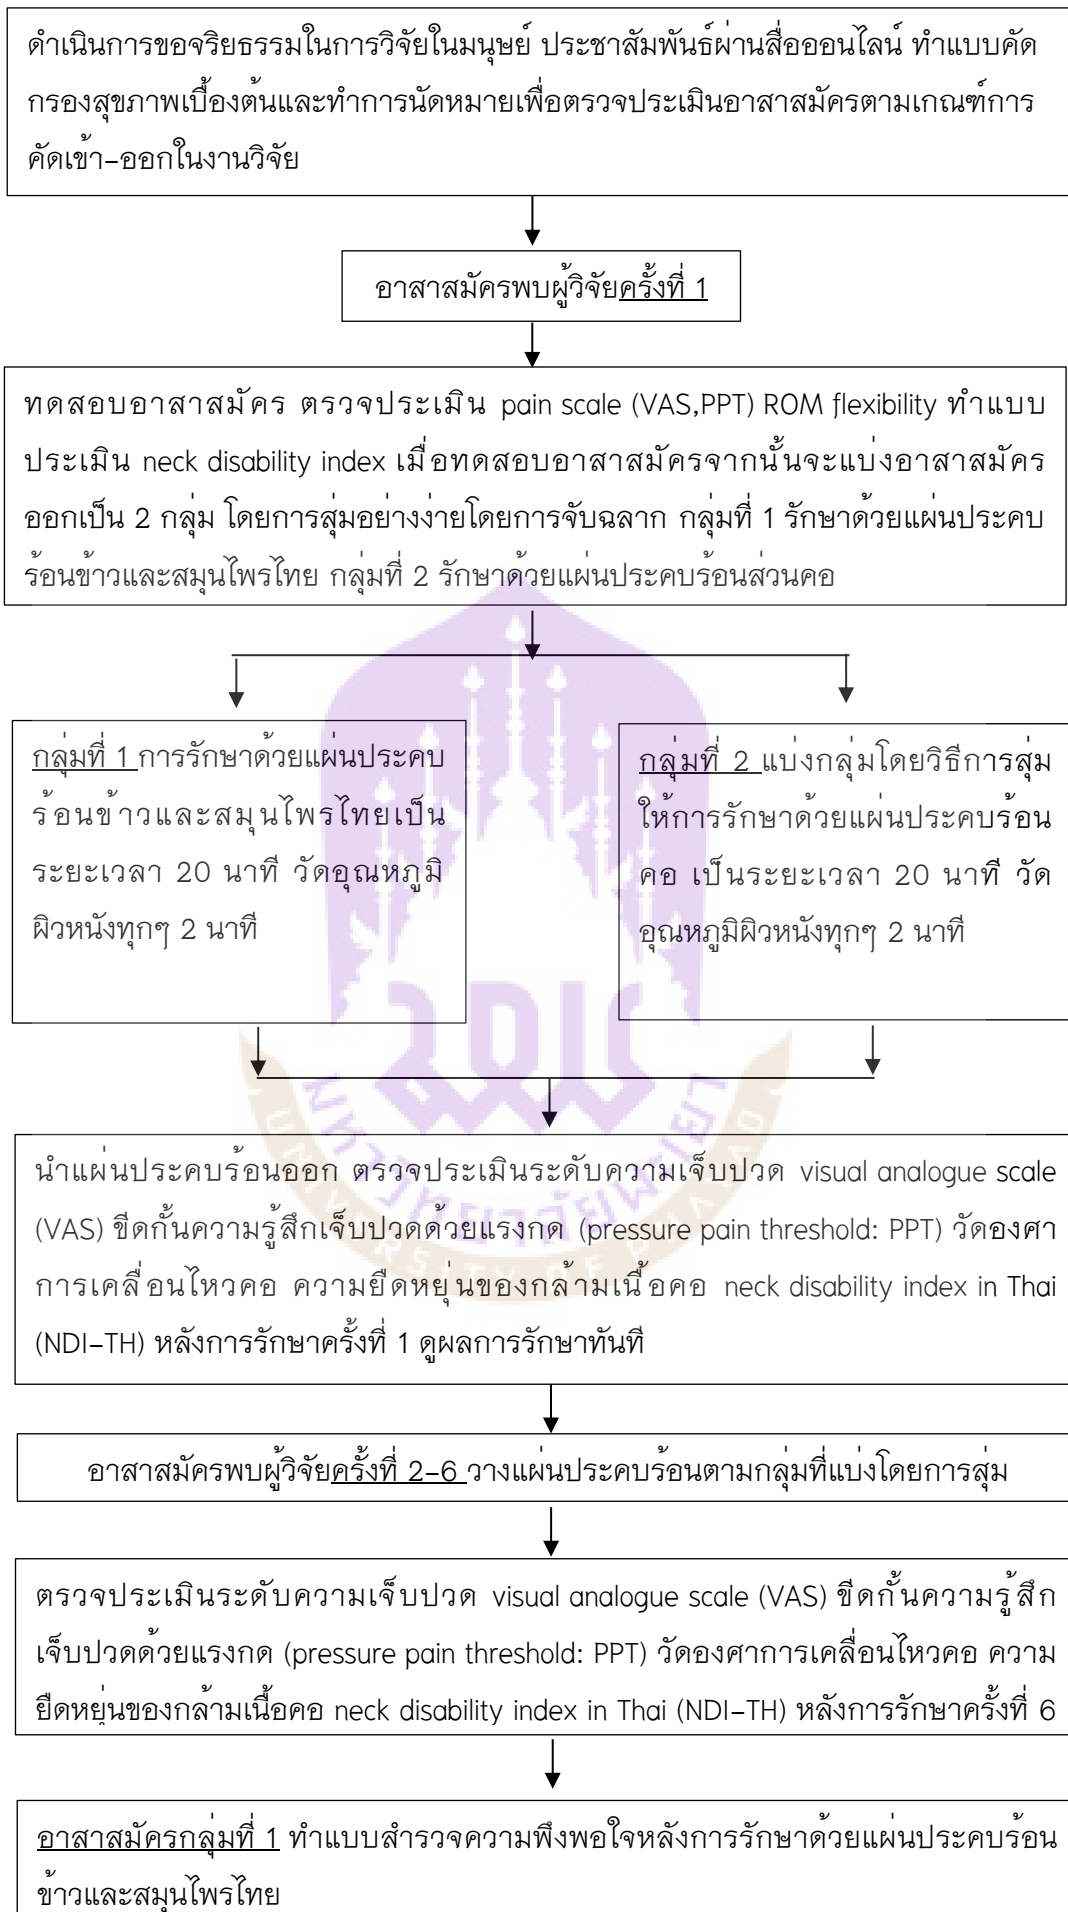 ดำเนินการขอจริยธรรมในการวิจัยในมนุษย์ ประชาสัมพันธ์ผ่านสื่อออนไลน์ ทำแบบคัด
กรองสุขภาพเบื้องต้นและทำการนัดหมายเพื่อตรวจประเมินอาสาสมัครตามเกณฑ์การ
คัดเข้า-ออกในงานวิจัย
อาสาสมัครพบผู้วิจัยครั้งที่ 1
ทดสอบอาสาสมัคร ตรวจประเมิน pain scale (VAS,PPT) ROM flexibility ทำแบบ
ประเมิน neck disability index เมื่อทดสอบอาสาสมัครจากนั้นจะแบ่งอาสาสมัคร
ออกเป็น 2 กลุ่ม โดยการสุ่มอย่างง่ายโดยการจับฉลาก กลุ่มที่ 1 รักษาด้วยแผ่นประคบ
ร้อนข้าวและสมุนไพรไทย กลุ่มที่ 2 รักษาด้วยแผ่นประคบร้อนส่วนคอ
กลุ่มที่ 1 การรักษาด้วยแผ่นประคบ
ร้อนข้าวและสมุนไพรไทยเป็น
ระยะเวลา 20 นาที วัดอุณหภูมิ
ผิวหนังทุกๆ 2 นาที
กลุ่มที่ 2 แบ่งกลุ่มโดยวิธีการสุ่ม
ให้การรักษาด้วยแผ่นประคบร้อน
คอ เป็นระยะเวลา 20 นาที วัด
อุณหภูมิผิวหนังทุกๆ 2 นาที
มหาวิทยาลัยพะเยา
UNIVERSITY OF PHAYAO
นำแผ่นประคบร้อนออก ตรวจประเมินระดับความเจ็บปวด visual analogue scale
(VAS) ขีดกั้นความรู้สึกเจ็บปวดด้วยแรงกด (pressure pain threshold: PPT) วัดองศา
การเคลื่อนไหวคอ ความยืดหยุ่นของกล้ามเนื้อคอ neck disability index in Thai
(NDI-TH) หลังการรักษาครั้งที่ 1 ดูผลการรักษาทันที
อาสาสมัครพบผู้วิจัยครั้งที่ 2-6 วางแผ่นประคบร้อนตามกลุ่มที่แบ่งโดยการสุ่ม
ตรวจประเมินระดับความเจ็บปวด visual analogue scale (VAS) ขีดกั้นความรู้สึก
เจ็บปวดด้วยแรงกด (pressure pain threshold: PPT) วัดองศาการเคลื่อนไหวคอ ความ
ยืดหยุ่นของกล้ามเนื้อคอ neck disability index in Thai (NDI-TH) หลังการรักษาครั้งที่ 6
อาสาสมัครกลุ่มที่ 1 ทำแบบสำรวจความพึงพอใจหลังการรักษาด้วยแผ่นประคบร้อน
ข้าวและสมุนไพรไทย